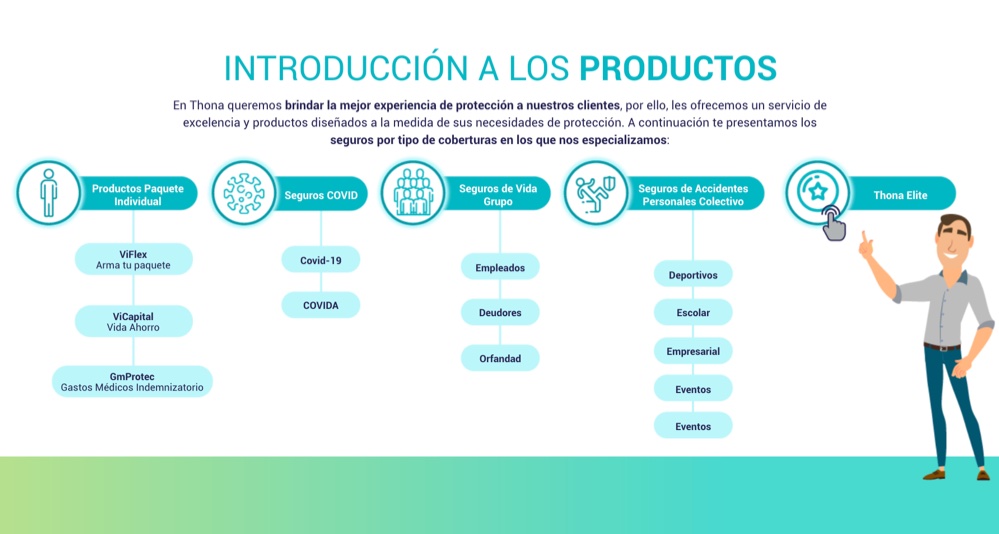 INTRODUCCIÓN A LOS PRODUCTOS
En Thona queremos brindar la mejor experiencia de protección a nuestros clientes, por ello, les ofrecemos un servicio de
excelencia y productos diseñados a la medida de sus necesidades de protección. A continuación te presentamos los
seguros por tipo de coberturas en los que nos especializamos:
Productos Paquete
Individual
ViFlex
Arma tu paquete
ViCapital
Vida Ahorro
GmProtec
Gastos Médicos Indemnizatorio
Seguros COVID
Covid-19
COVIDA
Seguros de Vida
Grupo
Empleados
Deudores
Orfandad
Seguros de Accidentes
Personales Colectivo
Deportivos
Escolar
Empresarial
Eventos
Eventos
Thona Elite